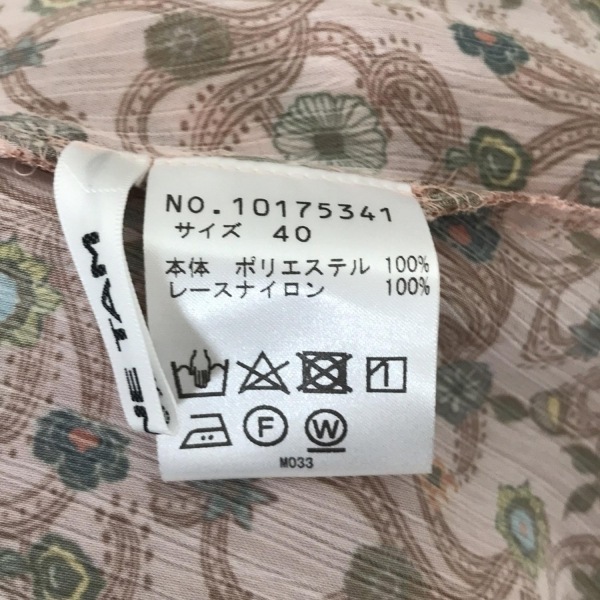 NO.10175341
サイズ 40
本体 ポリエステル 100%
レースナイロン 100%
F
W
M033